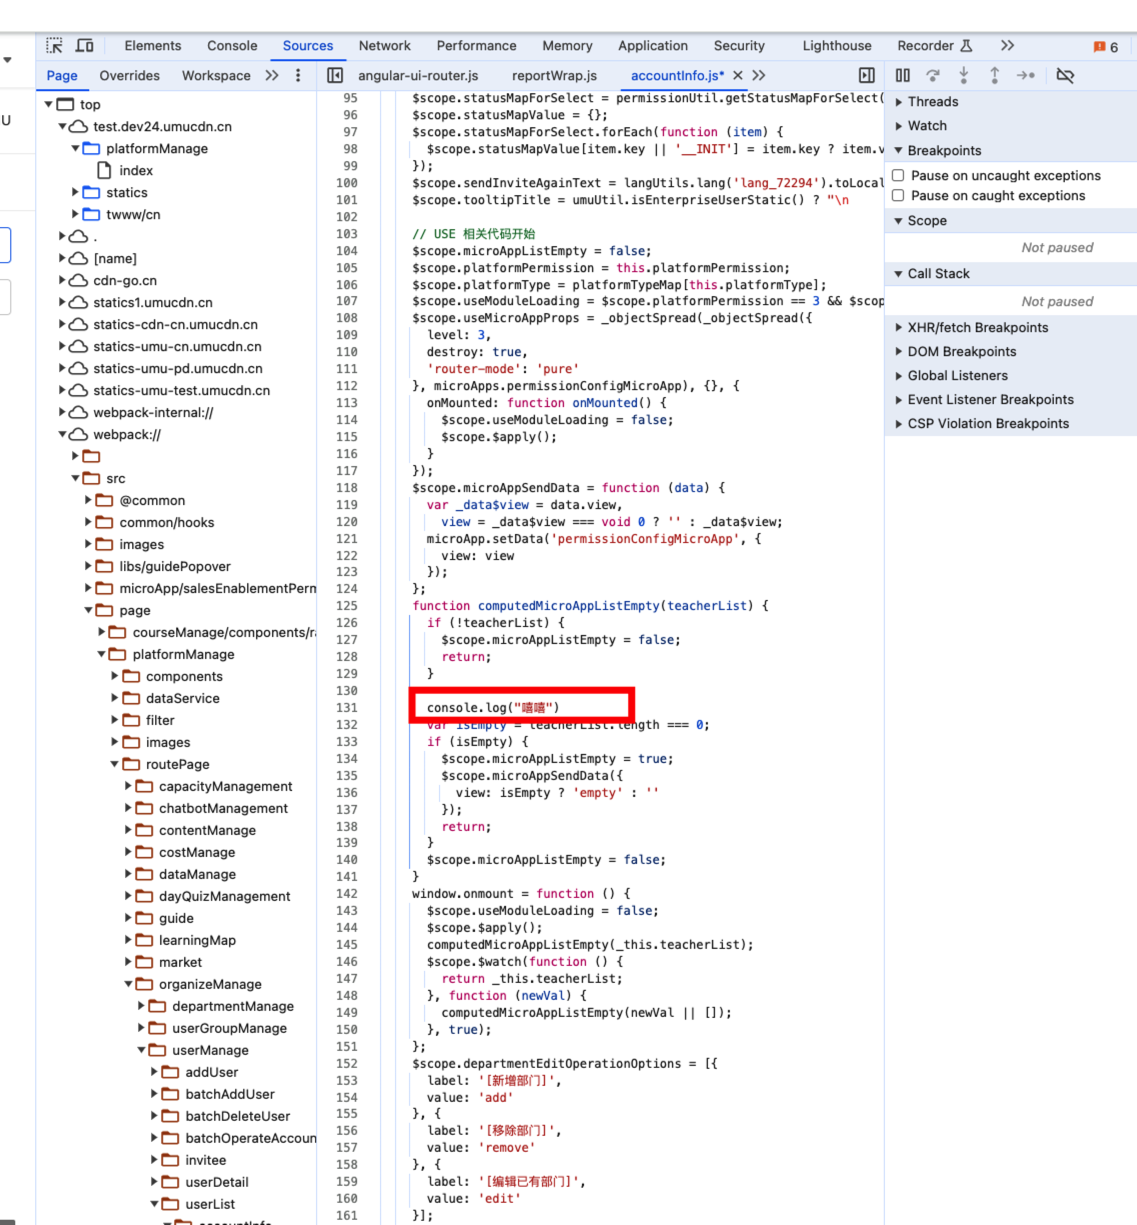 Elements Console Sources Network Performance Memory Application Security Lighthouse Recorder 6
Page Overrides Workspace angular-ui-router.js reportWrap.js accountInfo.js*
U
top
test.dev24.umucdn.cn
platformManage
index
statics
twww/cn
.
[name]
cdn-go.cn
statics1.umucdn.cn
statics-cdn-cn.umucdn.cn
statics-umu-cn.umucdn.cn
statics-umu-pd.umucdn.cn
statics-umu-test.umucdn.cn
webpack-internal://
webpack://
src
@common
common/hooks
images
libs/guidePopover
microApp/salesEnablementPerm
page
courseManage/components/ra
platformManage
components
dataService
filter
images
routePage
capacityManagement
chatbotManagement
contentManage
costManage
dataManage
dayQuizManagement
guide
learningMap
market
organizeManage
departmentManage
userGroupManage
userManage
addUser
batchAddUser
batchDeleteUser
batchOperateAccoun
invitee
userDetail
userList
95 $scope.statusMapForSelect = permissionUtil.getStatusMapForSelect(
96 $scope.statusMapValue = {};
97 $scope.statusMapForSelect.forEach(function (item) {
98 $scope.statusMapValue[item.key || '__INIT'] = item.key ? item.v
99 });
100 $scope.sendInviteAgainText = langUtils.lang('lang_72294').toLocal
101 $scope.tooltipTitle = umuUtil.isEnterpriseUserStatic() ? "\n
102
103 // USE 相关代码开始
104 $scope.microAppListEmpty = false;
105 $scope.platformPermission = this.platformPermission;
106 $scope.platformType = platformTypeMap[this.platformType];
107 $scope.useModuleLoading = $scope.platformPermission == 3 && $scop
108 $scope.useMicroAppProps = _objectSpread(_objectSpread({
109 level: 3,
110 destroy: true,
111 'router-mode': 'pure'
112 }, microApps.permissionConfigMicroApp), {}, {
113 onMounted: function onMounted() {
114 $scope.useModuleLoading = false;
115 $scope.$apply();
116 }
117 });
118 $scope.microAppSendData = function (data) {
119 var _data$view = data.view,
120 view = _data$view === void 0 ? '' : _data$view;
121 microApp.setData('permissionConfigMicroApp', {
122 view: view
123 });
124 };
125 function computedMicroAppListEmpty(teacherList) {
126 if (!teacherList) {
127 $scope.microAppListEmpty = false;
128 return;
129 }
130
131 console.log("嘻嘻")
132 var isEmpty = teacherList.length === 0;
133 if (isEmpty) {
134 $scope.microAppListEmpty = true;
135 $scope.microAppSendData({
136 view: isEmpty ? 'empty' : ''
137 });
138 return;
139 }
140 $scope.microAppListEmpty = false;
141 }
142 window.onmount = function () {
143 $scope.useModuleLoading = false;
144 $scope.$apply();
145 computedMicroAppListEmpty(_this.teacherList);
146 $scope.$watch(function () {
147 return _this.teacherList;
148 }, function (newVal) {
149 computedMicroAppListEmpty(newVal || []);
150 }, true);
151 };
152 $scope.departmentEditOperationOptions = [{
153 label: '[新增部门]',
154 value: 'add'
155 }, {
156 label: '[移除部门]',
157 value: 'remove'
158 }, {
159 label: '[编辑已有部门]',
160 value: 'edit'
161 }];
Threads
Watch
Breakpoints
Pause on uncaught exceptions
Pause on caught exceptions
Scope
Not paused
Call Stack
Not paused
XHR/fetch Breakpoints
DOM Breakpoints
Global Listeners
Event Listener Breakpoints
CSP Violation Breakpoints